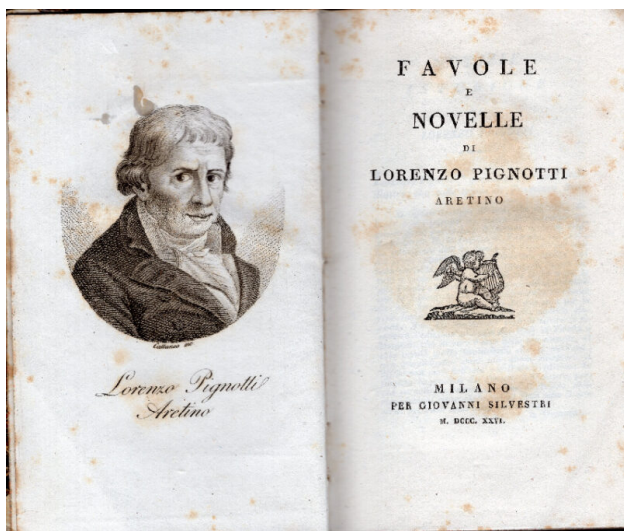 Lorenzo Pignotti
Aretino
FAVOLE
E
NOVELLE
DI
LORENZO PIGNOTTI
ARETINO
MILANO
PER GIOVANNI SILVESTRI
M. DCCC. XXVI.